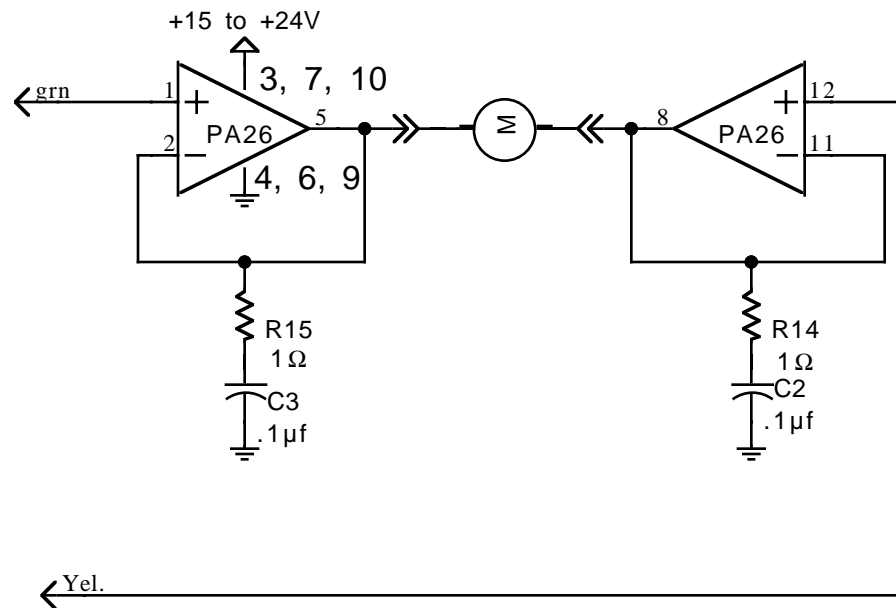 +15 to +24V
3, 7, 10
grn
1
12
+
+
PA26
5
M
8
PA26
2
11
−
−
4, 6, 9
R15
1Ω
C3
.1µf
R14
1Ω
C2
.1µf
Yel.